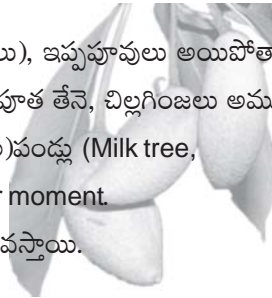 లు), ఇప్పపూవులు అయిపోతా
పూత తేనె, చిల్లగింజలు అము
)పండ్లు (Milk tree,
r moment.
వస్తాయి.